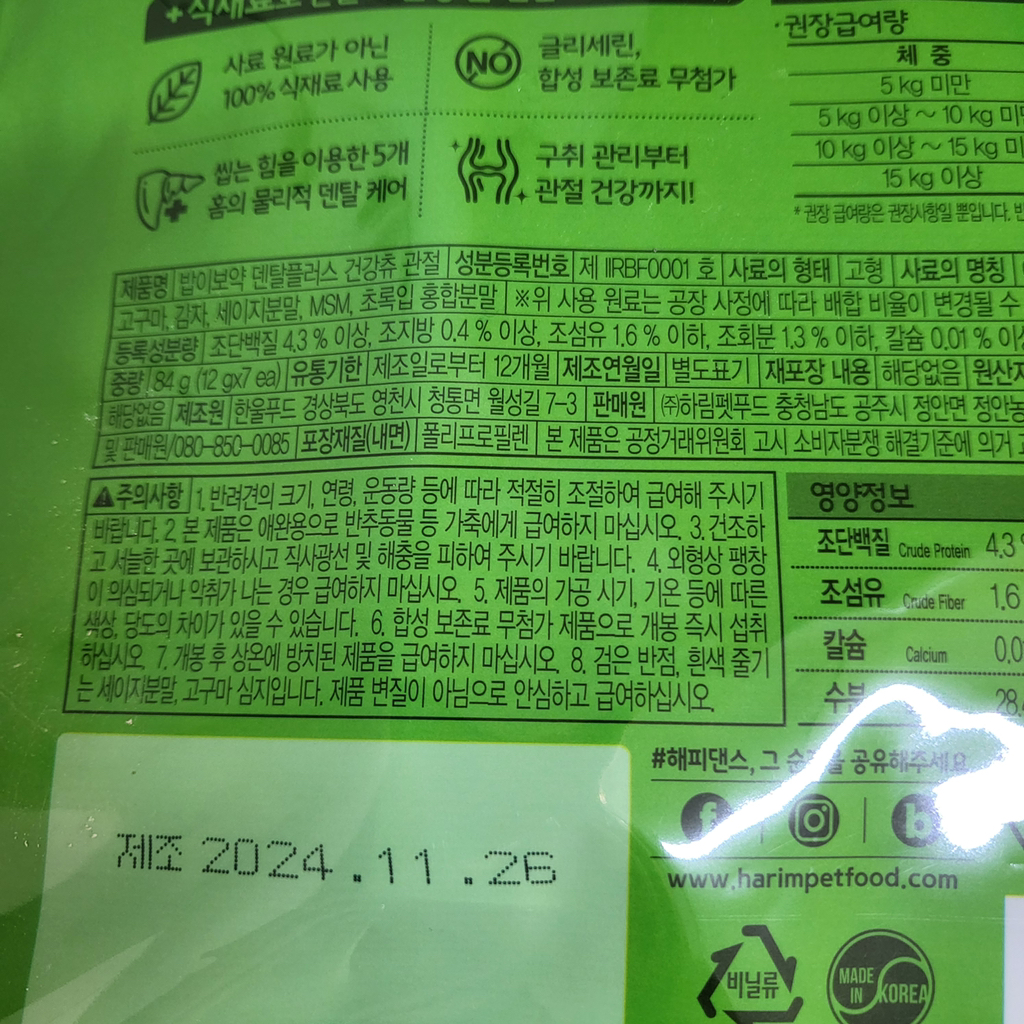 사료 원료가 아닌
100% 식재료 사용
NO
글리세린,
합성 보존료 무첨가
씹는 힘을 이용한 5개
홈의 물리적 덴탈 케어
구취 관리부터
관절 건강까지!
·권장급여량
체 중
5 kg 미만
5 kg 이상 ~ 10 kg 미만
10 kg 이상 ~ 15 kg 미
15 kg 이상
* 권장 급여량은 권장사항일 뿐입니다.
제품명 밥이보약 덴탈플러스 건강츄 관절 성분등록번호 제 IIRBF0001 호 사료의 형태 고형 사료의 명칭
고구마, 감자, 세이지분말, MSM, 초록입 홍합분말 ※위 사용 원료는 공장 사정에 따라 배합 비율이 변경될 수
등록성분량 조단백질 4.3 % 이상, 조지방 0.4 % 이상, 조섬유 1.6 % 이하, 조회분 1.3 % 이하, 칼슘 0.01 % 이상
중량 84 g (12 gx7 ea) 유통기한 제조일로부터 12개월 제조연월일 별도표기 재포장 내용 해당없음 원산지
해당없음 제조원 한울푸드 경상북도 영천시 청통면 월성길 7-3 판매원 ㈜하림펫푸드 충청남도 공주시 정안면 정안농
및 판매원/080-850-0085 포장재질(내면) 폴리프로필렌 본 제품은 공정거래위원회 고시 소비자분쟁 해결기준에 의거
주의사항 1. 반려견의 크기, 연령, 운동량 등에 따라 적절히 조절하여 급여해 주시기
바랍니다. 2. 본 제품은 애완용으로 반추동물 등 가축에게 급여하지 마십시오. 3. 건조하
고 서늘한 곳에 보관하시고 직사광선 및 해충을 피하여 주시기 바랍니다. 4. 외형상 팽창
이 의심되거나 악취가 나는 경우 급여하지 마십시오. 5. 제품의 가공 시기, 기온 등에 따른
색상, 당도의 차이가 있을 수 있습니다. 6. 합성 보존료 무첨가 제품으로 개봉 즉시 섭취
하십시오. 7. 개봉 후 상온에 방치된 제품을 급여하지 마십시오. 8. 검은 반점, 흰색 줄기
는 세이지분말, 고구마 심지입니다. 제품 변질이 아님으로 안심하고 급여하십시오.
영양정보
조단백질 Crude Protein 4.3
조섬유 Crude Fiber 1.6
칼슘 Calcium 0.0
수분 28.
#해피댄스, 그 순간을 공유해주세요
www.harimpetfood.com
제조 2024.11.26
비닐류
MADE IN KOREA